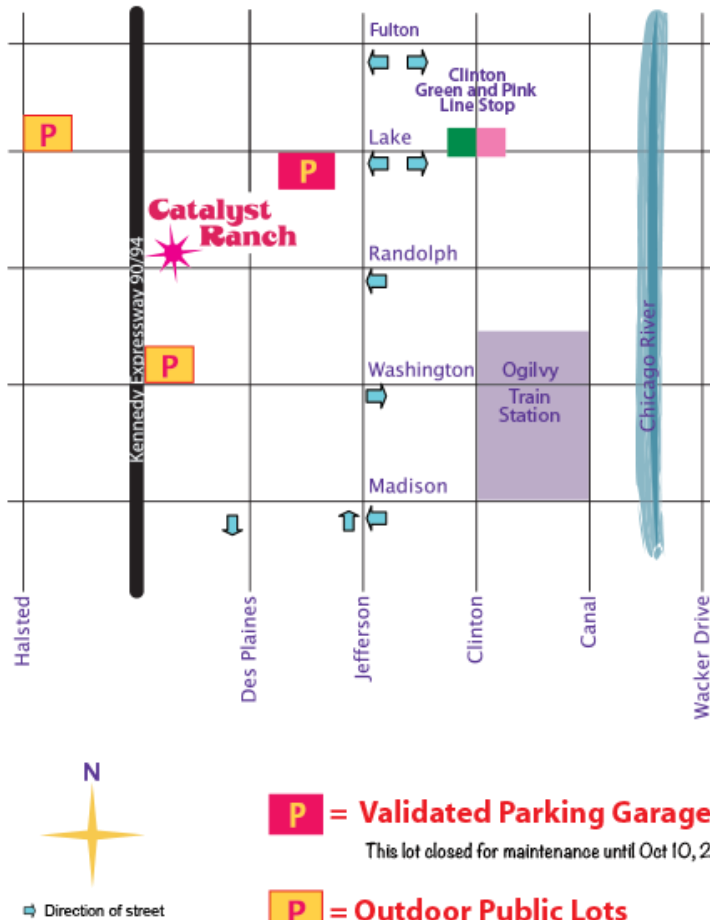 Fulton
Clinton
Green and Pink
Line Stop
P
Lake
P
Catalyst
Ranch
Randolph
Kennedy Expressway 90/94
P
Washington
Ogilvy
Train
Station
Chicago River
Madison
Halsted
Des Plaines
Jefferson
Clinton
Canal
Wacker Drive
N
P = Validated Parking Garage
This lot closed for maintenance until Oct 10, 2
Direction of street
P = Outdoor Public Lots